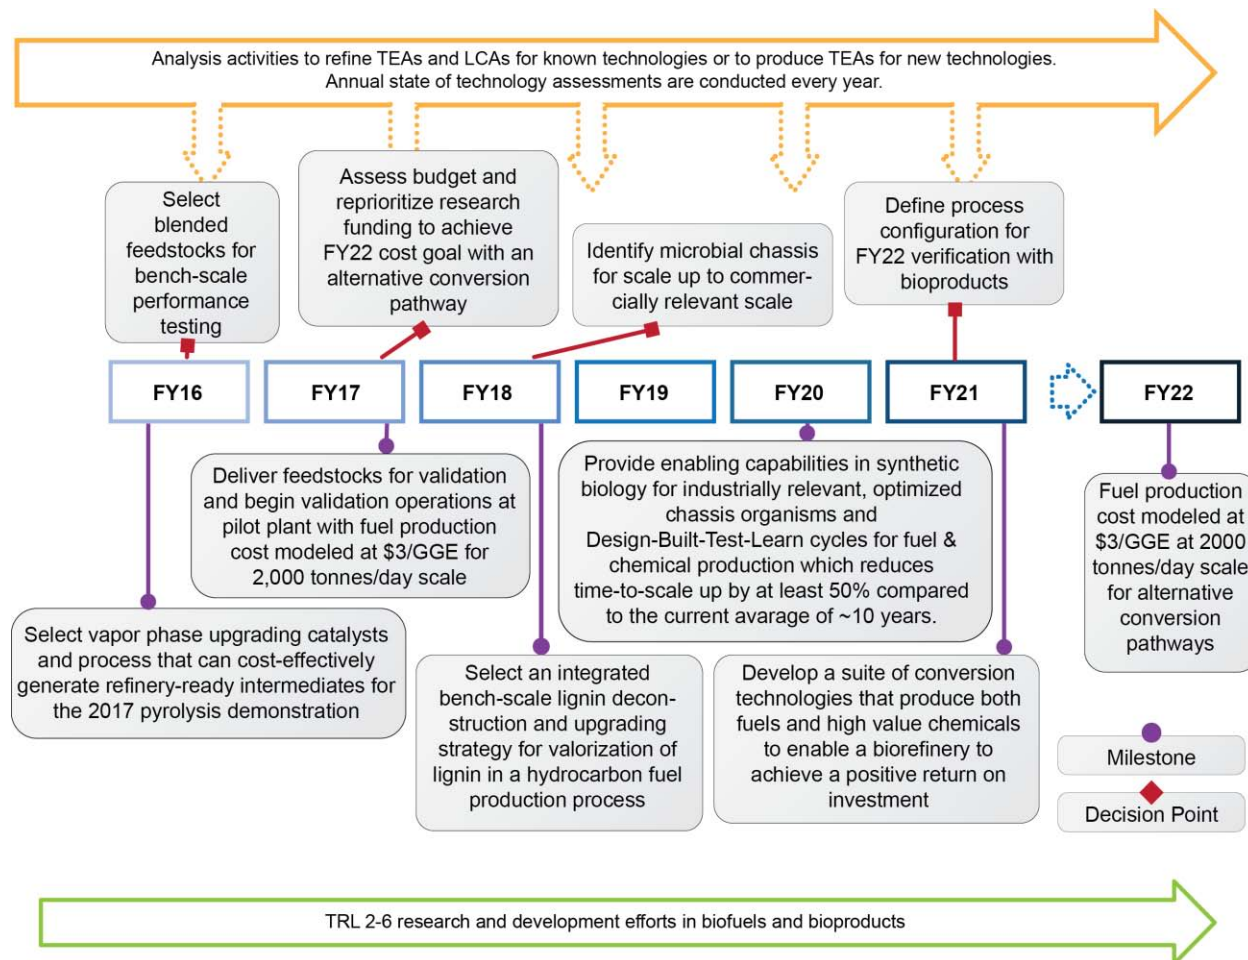 Analysis activities to refine TEAs and LCAs for known technologies or to produce TEAs for new technologies.
Annual state of technology assessments are conducted every year.
Select
blended
feedstocks for
bench-scale
performance
testing
Assess budget and
reprioritize research
funding to achieve
FY22 cost goal with an
alternative conversion
pathway
Identify microbial chassis
for scale up to commer-
cially relevant scale
Define process
configuration for
FY22 verification with
bioproducts
FY16
FY17
FY18
FY19
FY20
FY21
FY22
Deliver feedstocks for validation
and begin validation operations at
pilot plant with fuel production
cost modeled at $3/GGE for
2,000 tonnes/day scale
Provide enabling capabilities in synthetic
biology for industrially relevant, optimized
chassis organisms and
Design-Built-Test-Learn cycles for fuel &
chemical production which reduces
time-to-scale up by at least 50% compared
to the current avarage of ~10 years.
Fuel production
cost modeled at
$3/GGE at 2000
tonnes/day scale
for alternative
conversion
pathways
Select vapor phase upgrading catalysts
and process that can cost-effectively
generate refinery-ready intermediates for
the 2017 pyrolysis demonstration
Select an integrated
bench-scale lignin decon-
struction and upgrading
strategy for valorization of
lignin in a hydrocarbon fuel
production process
Develop a suite of conversion
technologies that produce both
fuels and high value chemicals
to enable a biorefinery to
achieve a positive return on
investment
Milestone
Decision Point
TRL 2-6 research and development efforts in biofuels and bioproducts